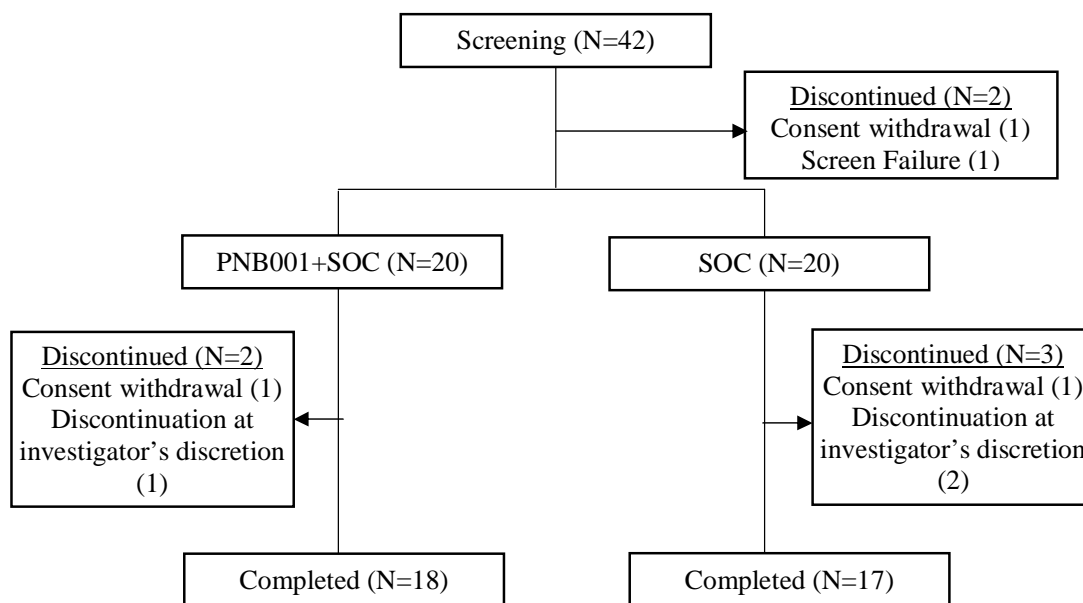 Screening (N=42)
Discontinued (N=2)
Consent withdrawal (1)
Screen Failure (1)
PNB001+SOC (N=20)
SOC (N=20)
Discontinued (N=2)
Consent withdrawal (1)
Discontinuation at
investigator’s discretion
(1)
Discontinued (N=3)
Consent withdrawal (1)
Discontinuation at
investigator’s discretion
(2)
Completed (N=18)
Completed (N=17)